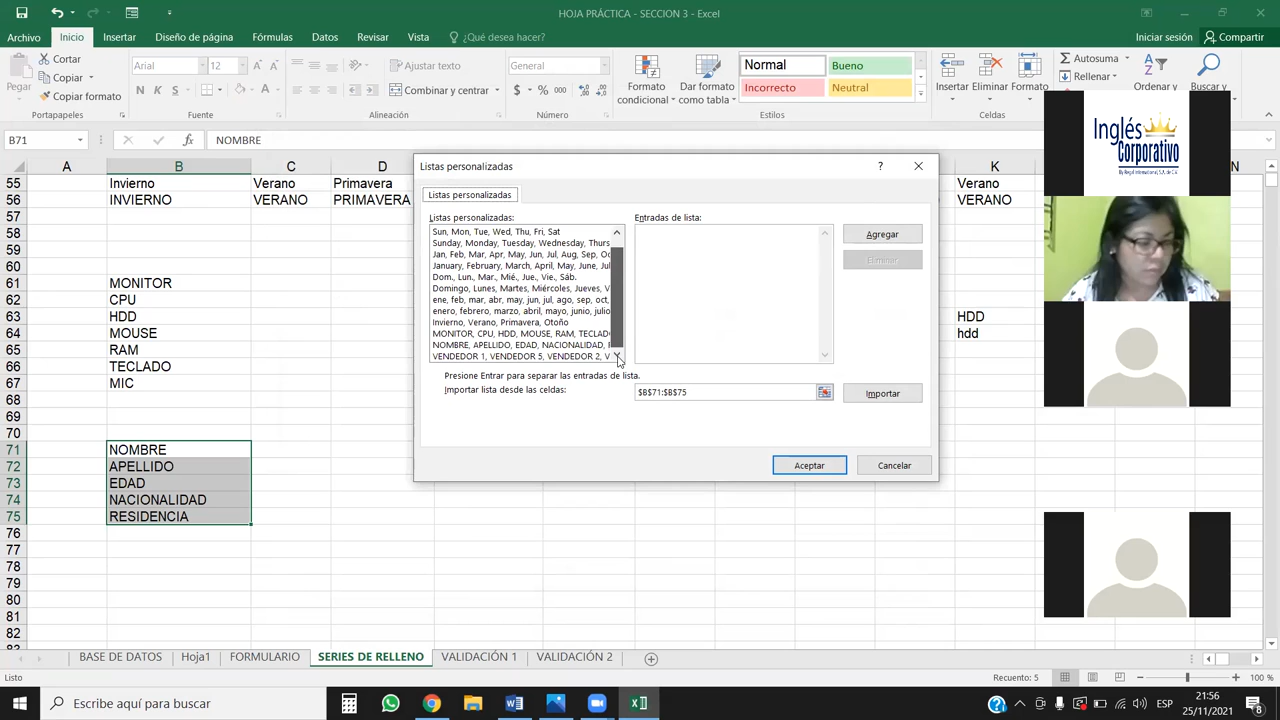 HOJA PRÁCTICA - SECCION 3 - Excel
Archivo Inicio Insertar Diseño de página Fórmulas Datos Revisar Vista ¿Qué desea hacer? Iniciar sesión Compartir
Pegar
Cortar
Copiar
Copiar formato
Portapapeles
Arial 12
N K S
Fuente
Ajustar texto
Combinar y centrar
Alineación
General
$ % 000
Número
Formato condicional
Dar formato como tabla
Normal Bueno
Incorrecto Neutral
Estilos
Insertar Eliminar Formato
Celdas
Autosuma
Rellenar
Ordenar y
Buscar y
B71 fx NOMBRE
A B C D K N
55 Invierno Verano Primavera Verano
56 INVIERNO VERANO PRIMAVERA VERANO
57
58
59
60
61 MONITOR
62 CPU
63 HDD HDD
64 MOUSE hdd
65 RAM
66 TECLADO
67 MIC
68
69
70
71 NOMBRE
72 APELLIDO
73 EDAD
74 NACIONALIDAD
75 RESIDENCIA
76
77
78
79
80
81
82
Listas personalizadas ?
Listas personalizadas
Listas personalizadas:
Sun, Mon, Tue, Wed, Thu, Fri, Sat
Sunday, Monday, Tuesday, Wednesday, Thurs
Jan, Feb, Mar, Apr, May, Jun, Jul, Aug, Sep, Oc
January, February, March, April, May, June, Jul
Dom., Lun., Mar., Mié., Jue., Vie., Sáb.
Domingo, Lunes, Martes, Miércoles, Jueves, V
ene, feb, mar, abr, may, jun, jul, ago, sep, oct,
enero, febrero, marzo, abril, mayo, junio, julio
Invierno, Verano, Primavera, Otoño
MONITOR, CPU, HDD, MOUSE, RAM, TECLADO
NOMBRE, APELLIDO, EDAD, NACIONALIDAD,
VENDEDOR 1, VENDEDOR 5, VENDEDOR 2, V
Entradas de lista:
Agregar
Eliminar
Presione Entrar para separar las entradas de lista.
Importar lista desde las celdas: $B$71:$B$75 Importar
Aceptar Cancelar
Inglés
Corporativo
By Regal International, S.A. de C.V.
BASE DE DATOS Hoja1 FORMULARIO SERIES DE RELLENO VALIDACIÓN 1 VALIDACIÓN 2
Listo Recuento: 5 100 %
Escribe aquí para buscar
ESP
21:56
25/11/2021
8